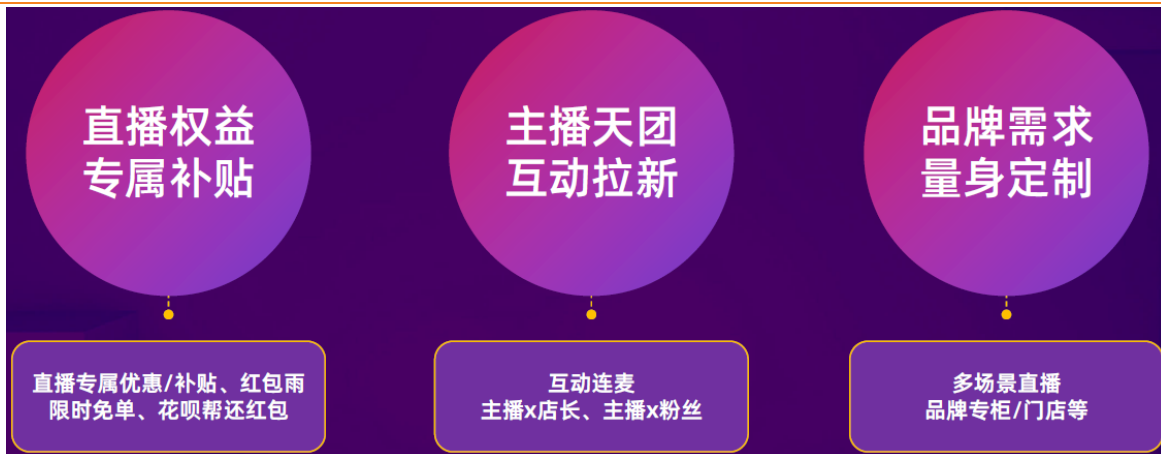 直播权益
专属补贴
主播天团
互动拉新
品牌需求
量身定制
直播专属优惠/补贴、红包雨
限时免单、花呗帮还红包
互动连麦
主播x店长、主播x粉丝
多场景直播
品牌专柜/门店等